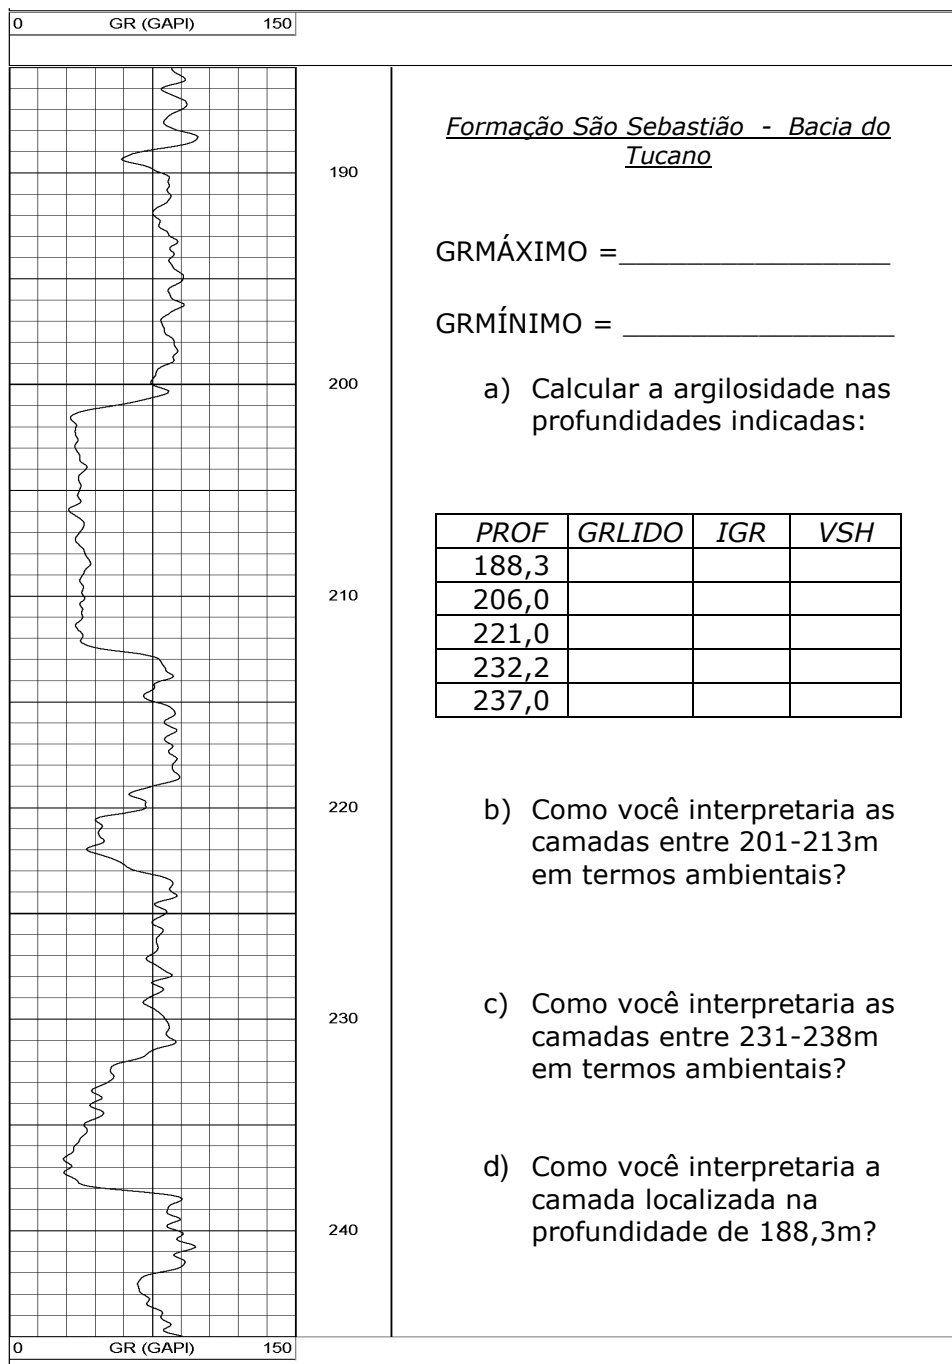 0 GR (GAPI) 150
190
200
210
220
230
240
0 GR (GAPI) 150
Formação São Sebastião - Bacia do
Tucano
GRMÁXIMO =__________________
GRMÍNIMO = __________________
a) Calcular a argilosidade nas
profundidades indicadas:
PROF GRLIDO IGR VSH
188,3
206,0
221,0
232,2
237,0
b) Como você interpretaria as
camadas entre 201-213m
em termos ambientais?
c) Como você interpretaria as
camadas entre 231-238m
em termos ambientais?
d) Como você interpretaria a
camada localizada na
profundidade de 188,3m?